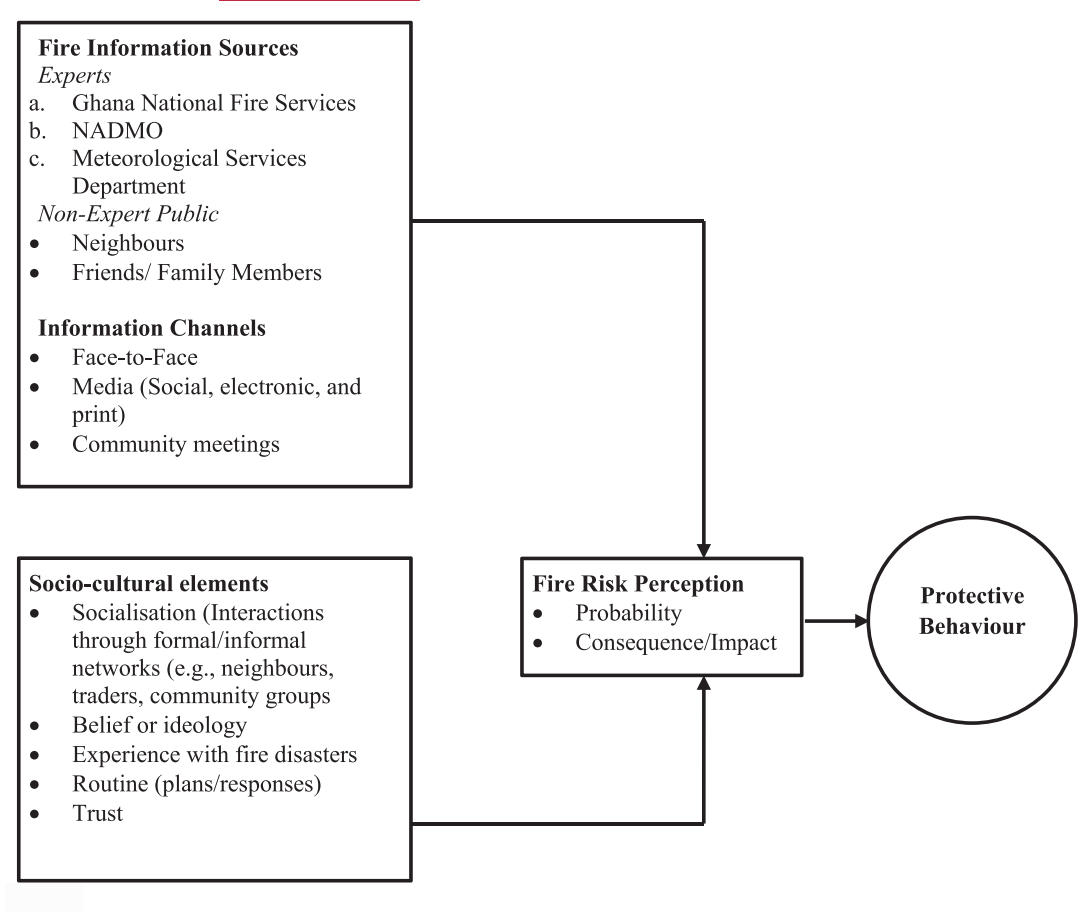 Fire Information Sources
Experts
a. Ghana National Fire Services
b. NADMO
c. Meteorological Services
Department
Non-Expert Public
• Neighbours
• Friends/ Family Members
Information Channels
• Face-to-Face
• Media (Social, electronic, and
print)
• Community meetings
Socio-cultural elements
• Socialisation (Interactions
through formal/informal
networks (e.g., neighbours,
traders, community groups
• Belief or ideology
• Experience with fire disasters
• Routine (plans/responses)
• Trust
Fire Risk Perception
• Probability
• Consequence/Impact
Protective
Behaviour